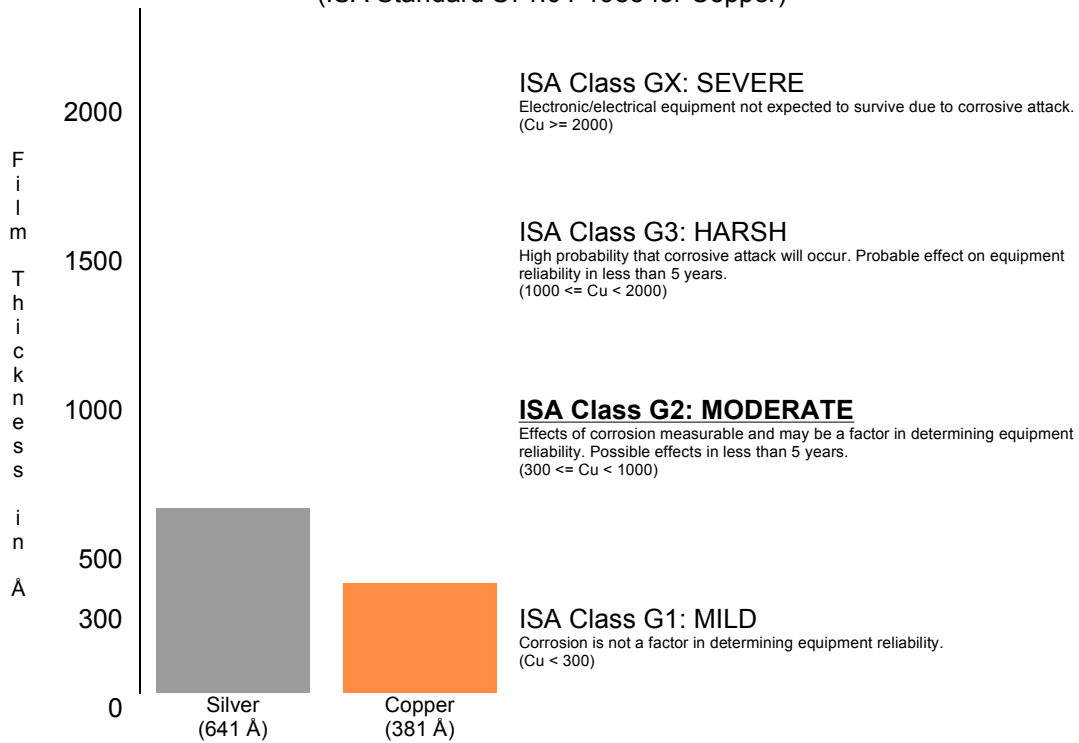 2000
1500
1000
500
300
0
Film Thickness in Å
ISA Class GX: SEVERE
Electronic/electrical equipment not expected to survive due to corrosive attack.
(Cu >= 2000)
ISA Class G3: HARSH
High probability that corrosive attack will occur. Probable effect on equipment
reliability in less than 5 years.
(1000 <= Cu < 2000)
ISA Class G2: MODERATE
Effects of corrosion measurable and may be a factor in determining equipment
reliability. Possible effects in less than 5 years.
(300 <= Cu < 1000)
ISA Class G1: MILD
Corrosion is not a factor in determining equipment reliability.
(Cu < 300)
Silver
(641 Å)
Copper
(381 Å)